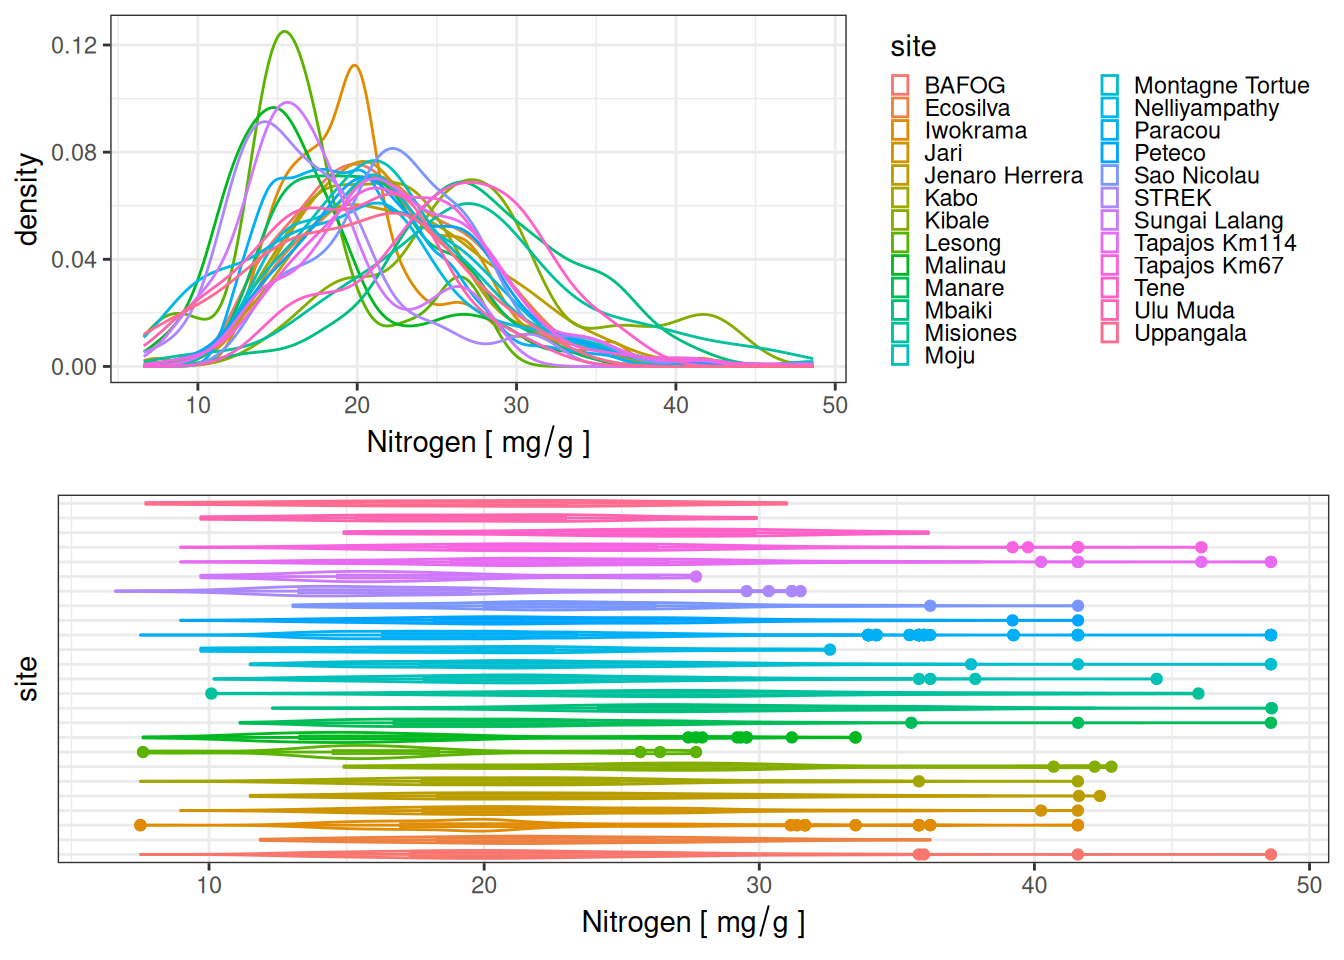 0.12
0.08
0.04
0.00
density
10 20 30 40 50
Nitrogen [ mg/g ]
site
BAFOG
Ecosilva
Iwokrama
Jari
Jenaro Herrera
Kabo
Kibale
Lesong
Malinau
Manare
Mbaiki
Misiones
Moju
Montagne Tortue
Nelliyampathy
Paracou
Peteco
Sao Nicolau
STREK
Sungai Lalang
Tapajos Km114
Tapajos Km67
Tene
Ulu Muda
Uppangala
site
10 20 30 40 50
Nitrogen [ mg/g ]